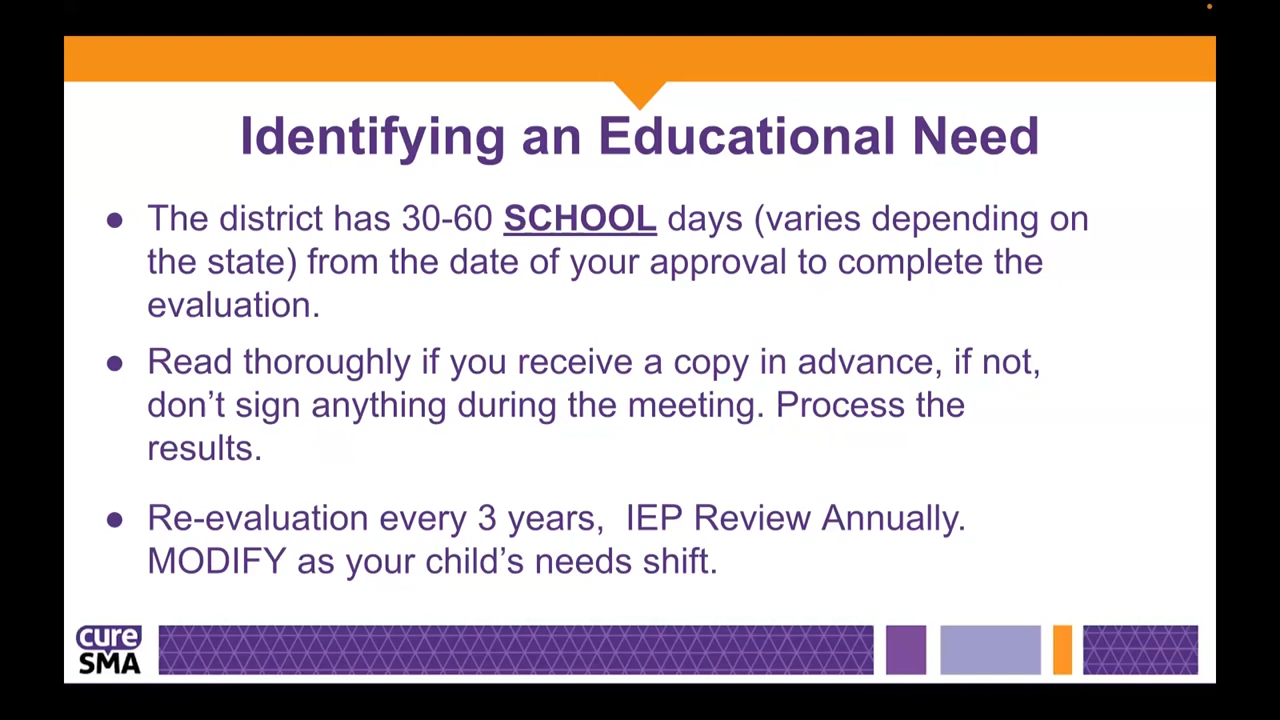 Identifying an Educational Need
● The district has 30-60 SCHOOL days (varies depending on
the state) from the date of your approval to complete the
evaluation.
● Read thoroughly if you receive a copy in advance, if not,
don’t sign anything during the meeting. Process the
results.
● Re-evaluation every 3 years,  IEP Review Annually.
MODIFY as your child’s needs shift.
cure
SMA